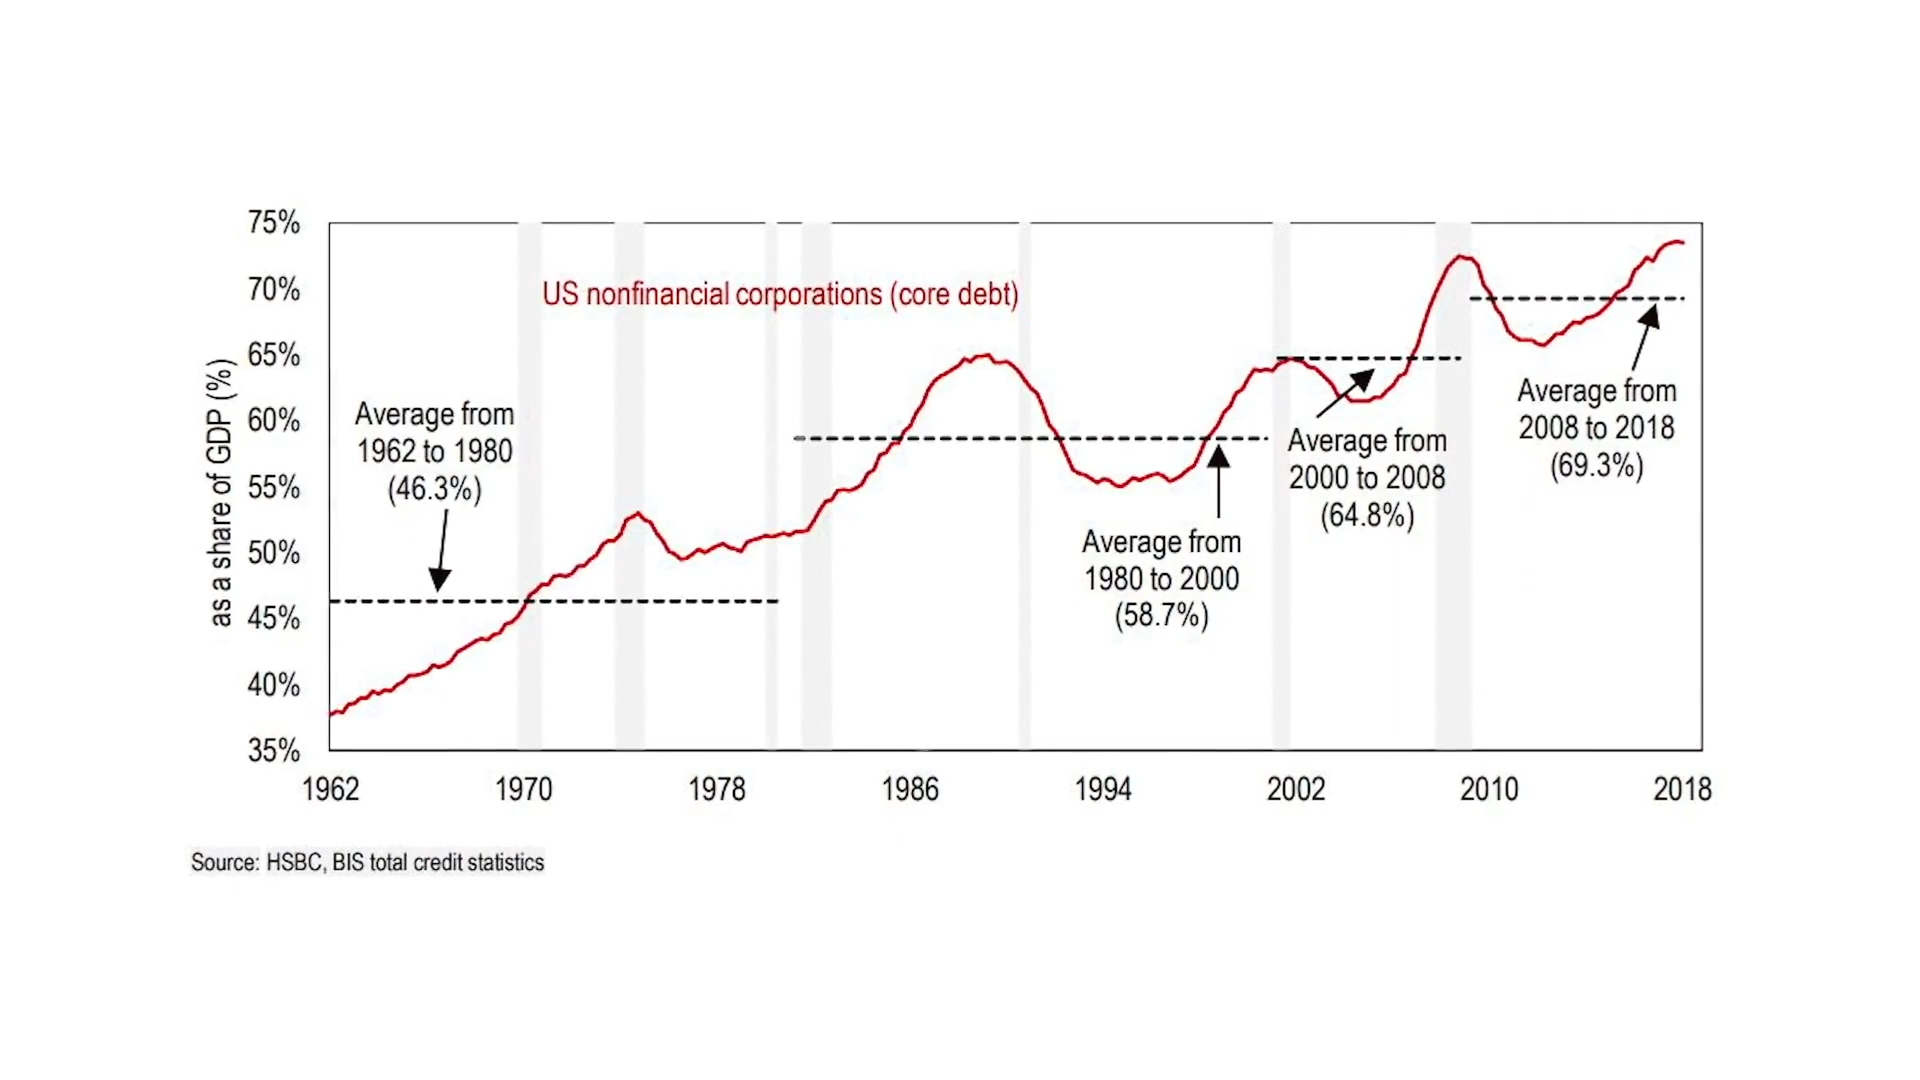 75%
70%
65%
60%
55%
50%
45%
40%
35%
as a share of GDP (%)
US nonfinancial corporations (core debt)
Average from
1962 to 1980
(46.3%)
Average from
1980 to 2000
(58.7%)
Average from
2000 to 2008
(64.8%)
Average from
2008 to 2018
(69.3%)
1962 1970 1978 1986 1994 2002 2010 2018
Source: HSBC, BIS total credit statistics